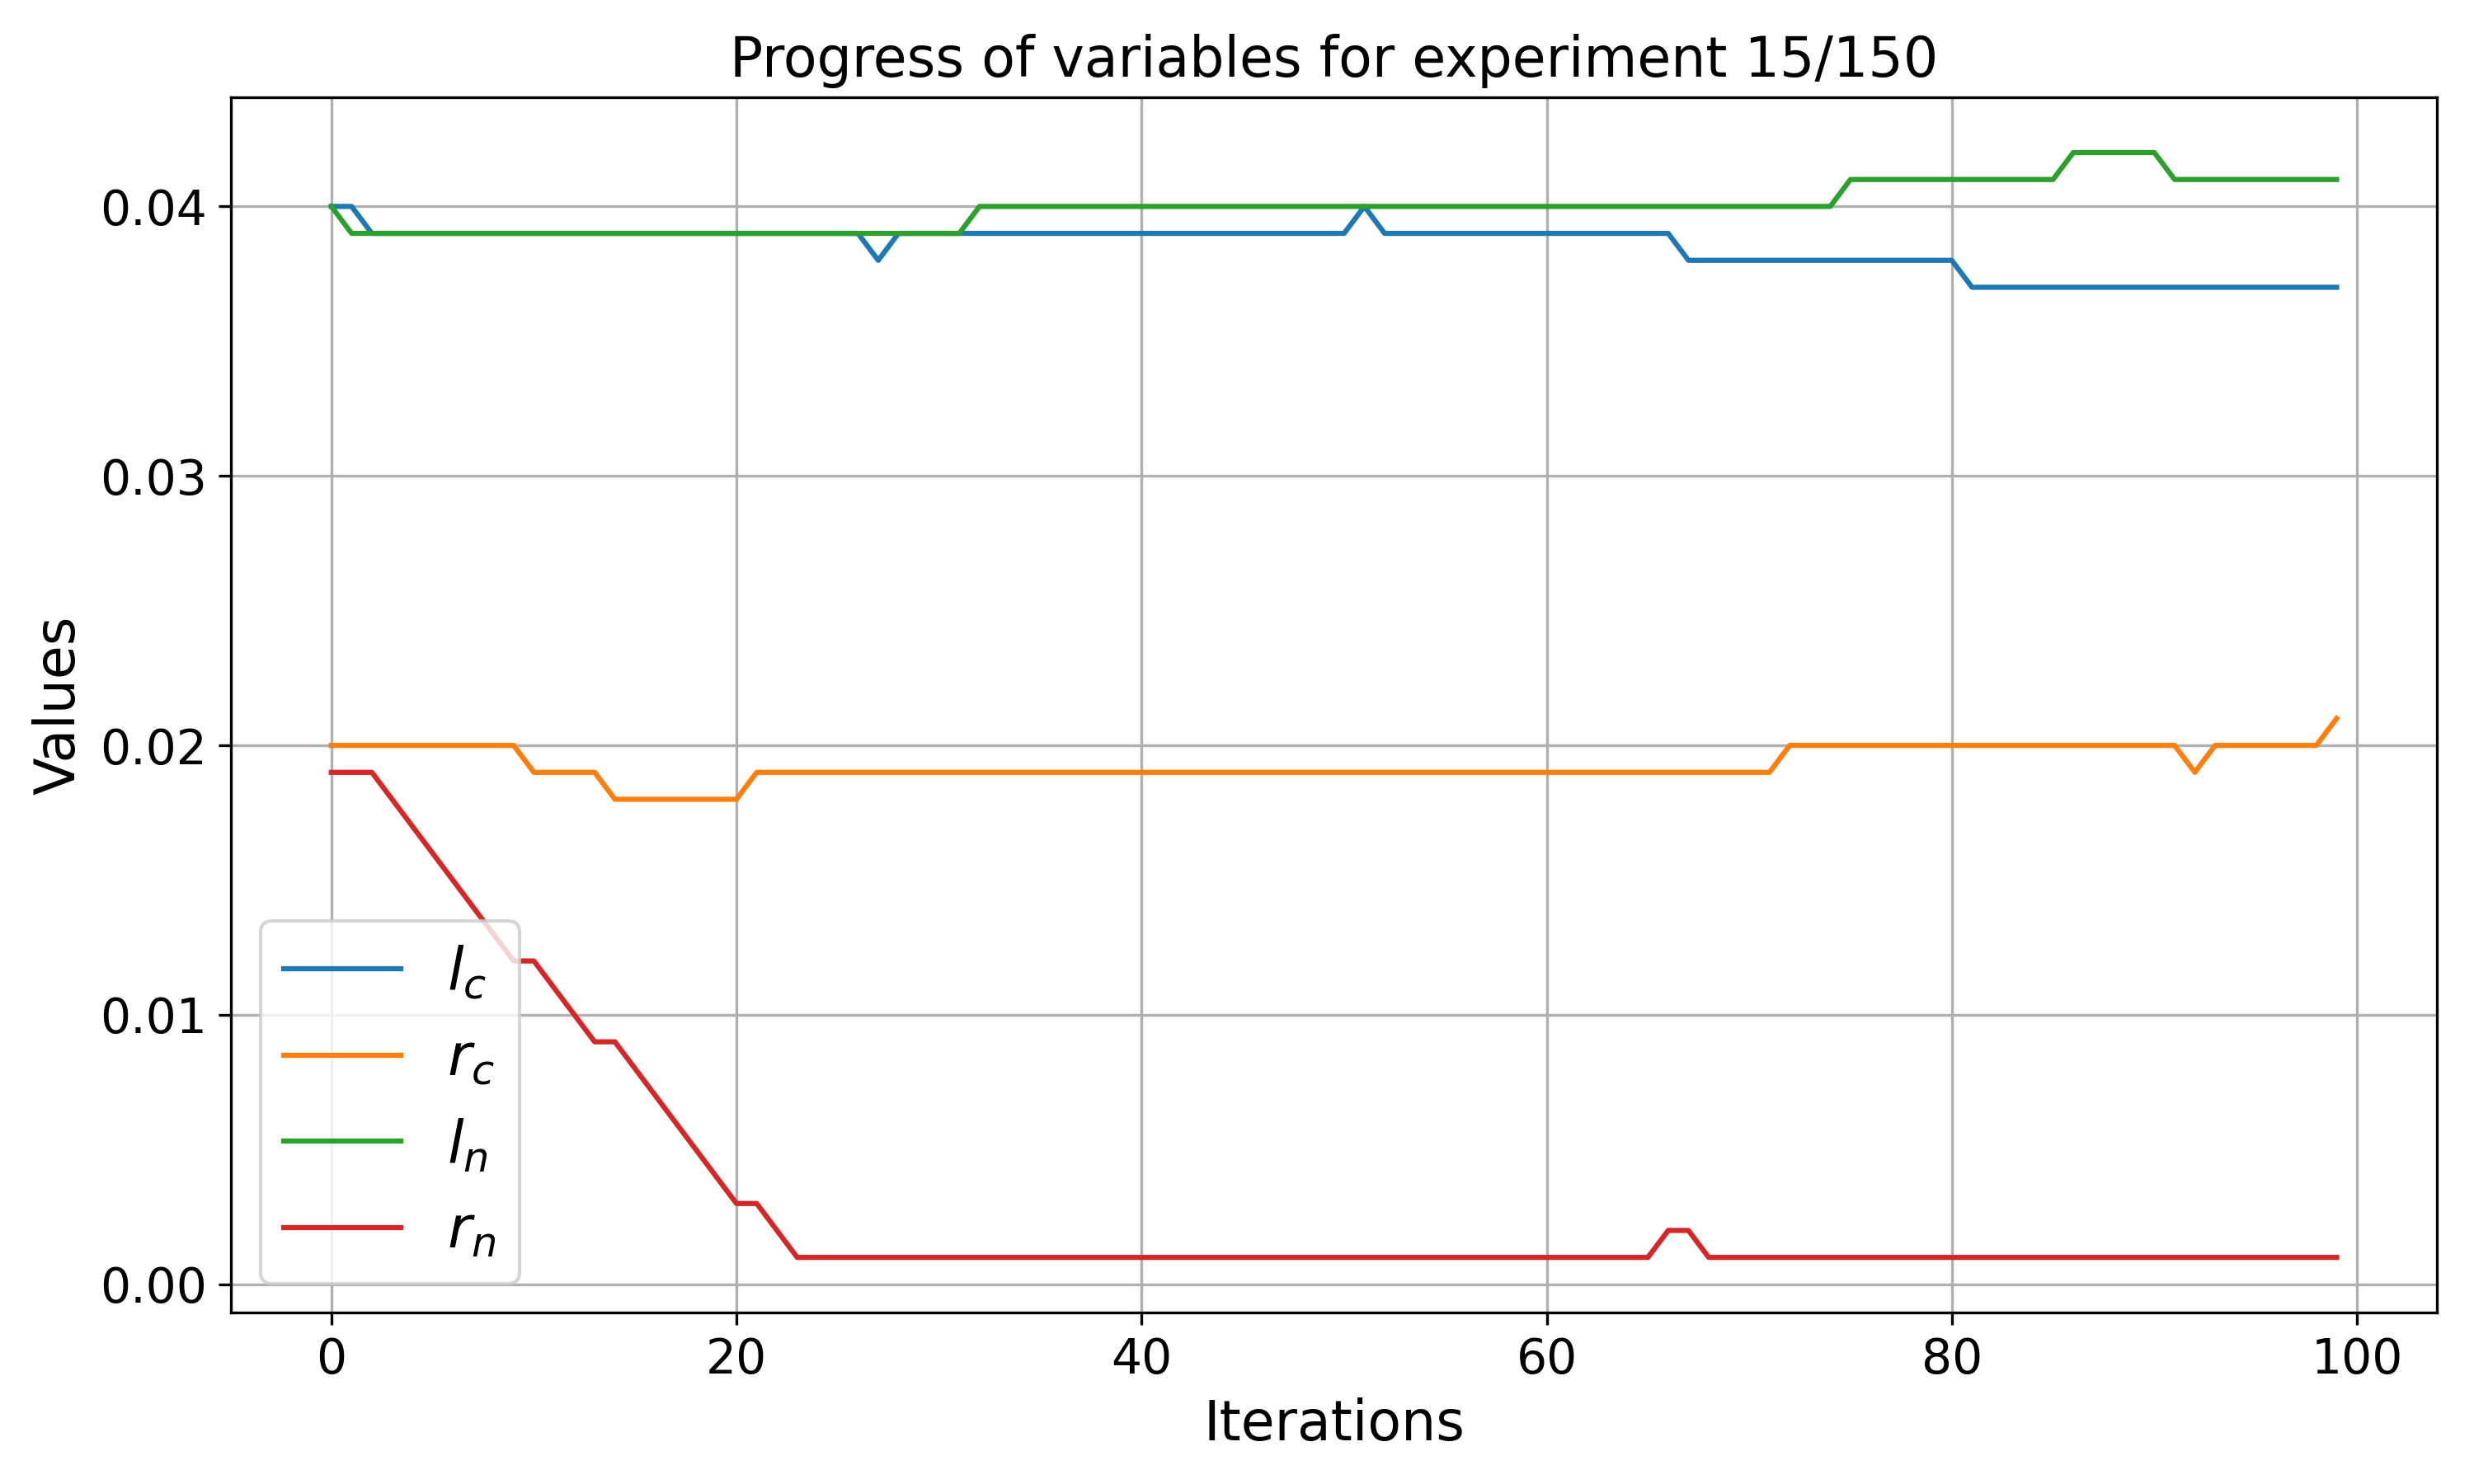 Progress of variables for experiment 15/150
Values
0.04
0.03
0.02
0.01
0.00
l_c
r_c
l_n
r_n
0 20 40 60 80 100
Iterations